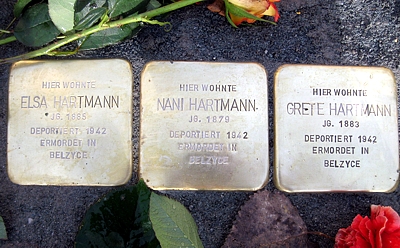 HIER WOHNTE
ELSA HARTMANN
JG. 1885
DEPORTIERT 1942
ERMORDET IN
BELZYCE
HIER WOHNTE
NANI HARTMANN
JG. 1879
DEPORTIERT 1942
ERMORDET IN
BELZYCE
HIER WOHNTE
GRETE HARTMANN
JG. 1883
DEPORTIERT 1942
ERMORDET IN
BELZYCE